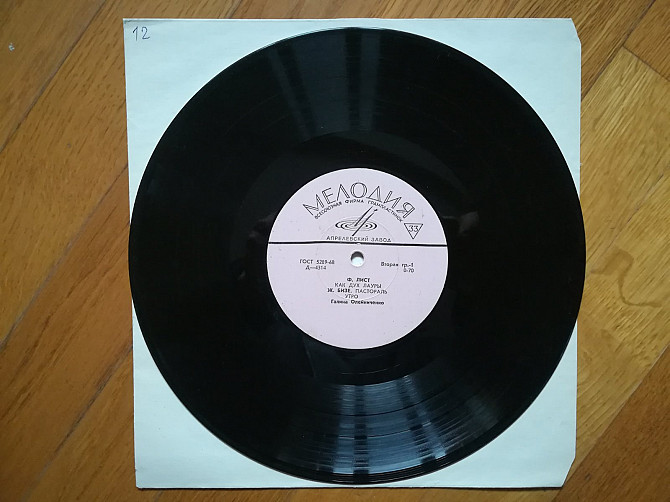 12
МЕЛОДИЯ
ВСЕСОЮЗНАЯ ФИРМА ГРАМПЛАСТИНОК
33
АПРЕЛЕВСКИЙ ЗАВОД
ГОСТ 5289-68 Вторая гр.-1
Д—4314 0-70
Ф. ЛИСТ
КАК ДУХ ЛАУРЫ
Ж. БИЗЕ. ПАСТОРАЛЬ
УТРО
Галина Олейниченко